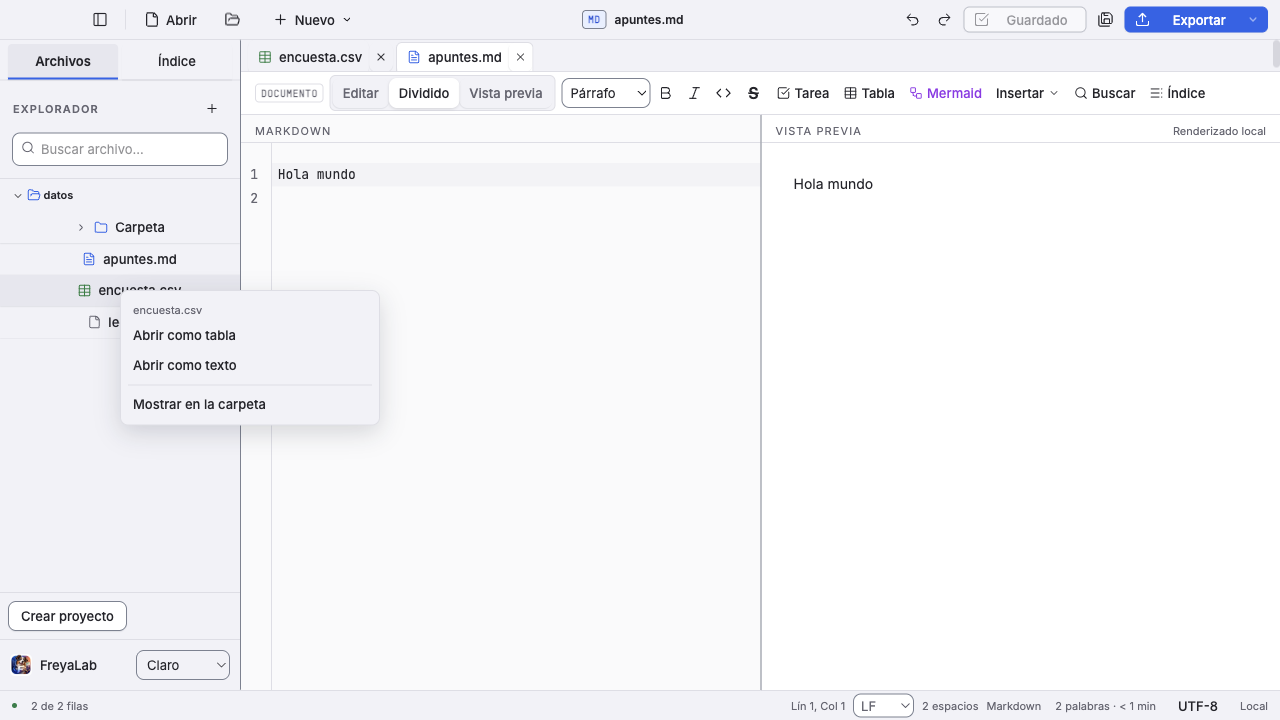 Abrir
Nuevo
MD apuntes.md
Guardado
Exportar
Archivos
Índice
encuesta.csv
apuntes.md
DOCUMENTO
Editar
Dividido
Vista previa
Párrafo
B
I
S
Tarea
Tabla
Mermaid
Insertar
Buscar
Índice
EXPLORADOR
Buscar archivo...
datos
Carpeta
apuntes.md
encuesta.csv
le
encuesta.csv
Abrir como tabla
Abrir como texto
Mostrar en la carpeta
MARKDOWN
1 Hola mundo
2
VISTA PREVIA
Renderizado local
Hola mundo
Crear proyecto
FreyaLab
Claro
2 de 2 filas
Lín 1, Col 1
LF
2 espacios
Markdown
2 palabras · < 1 min
UTF-8
Local